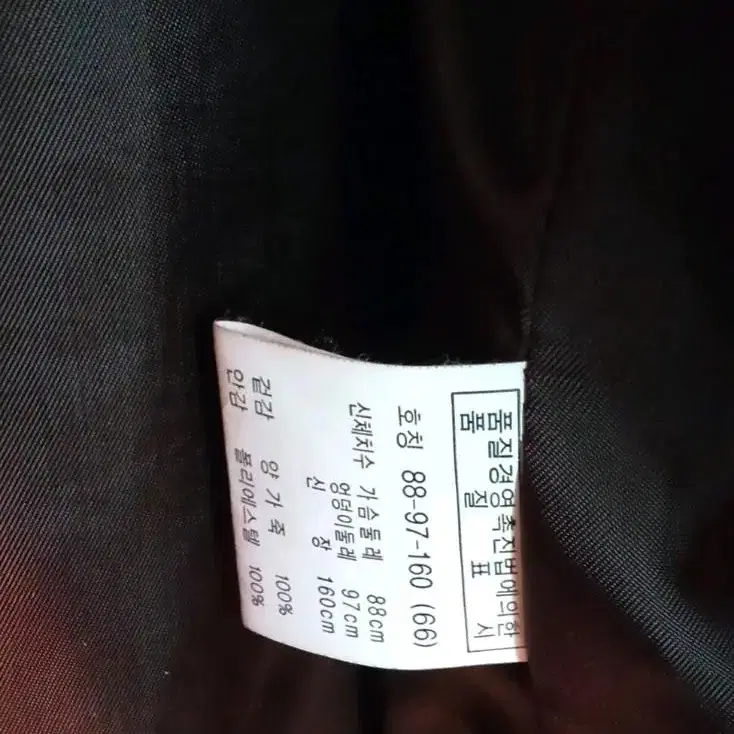 품질경영촉진법에의한
품 질 표 시
호칭 88-97-160 (66)
신체치수 가슴둘레 88cm
엉덩이둘레 97cm
신 장 160cm
겉감 양가죽 100%
안감 폴리에스텔 100%